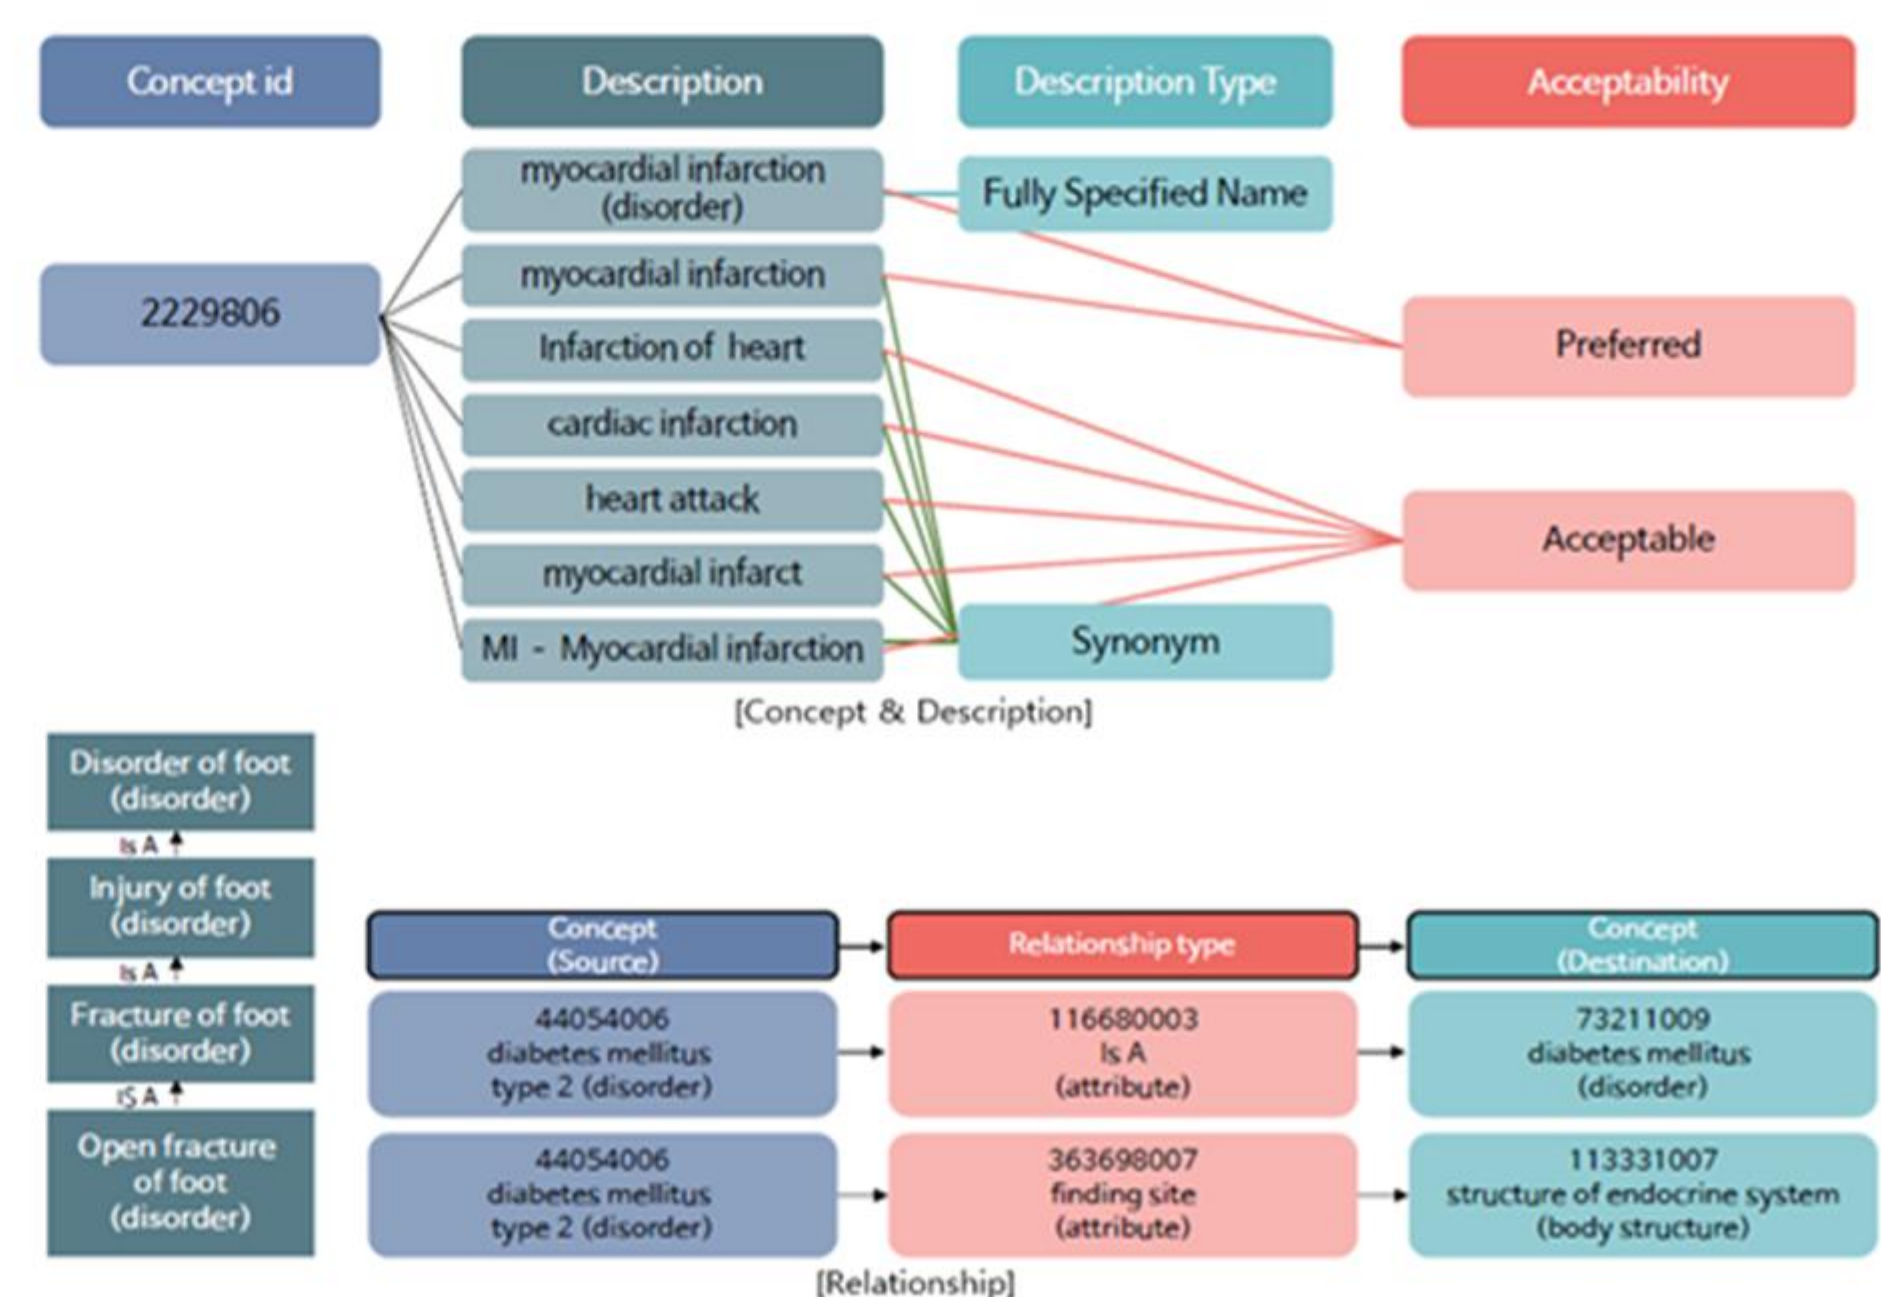 Concept id
Description
Description Type
Acceptability
myocardial infarction
(disorder)
Fully Specified Name
myocardial infarction
2229806
Infarction of heart
Preferred
cardiac infarction
heart attack
Acceptable
myocardial infarct
MI - Myocardial infarction
Synonym
[Concept & Description]
Disorder of foot
(disorder)
Is A
Injury of foot
(disorder)
Is A
Fracture of foot
(disorder)
IS A
Open fracture
of foot
(disorder)
Concept
(Source)
Relationship type
Concept
(Destination)
44054006
diabetes mellitus
type 2 (disorder)
116680003
Is A
(attribute)
73211009
diabetes mellitus
(disorder)
44054006
diabetes mellitus
type 2 (disorder)
363698007
finding site
(attribute)
113331007
structure of endocrine system
(body structure)
[Relationship]